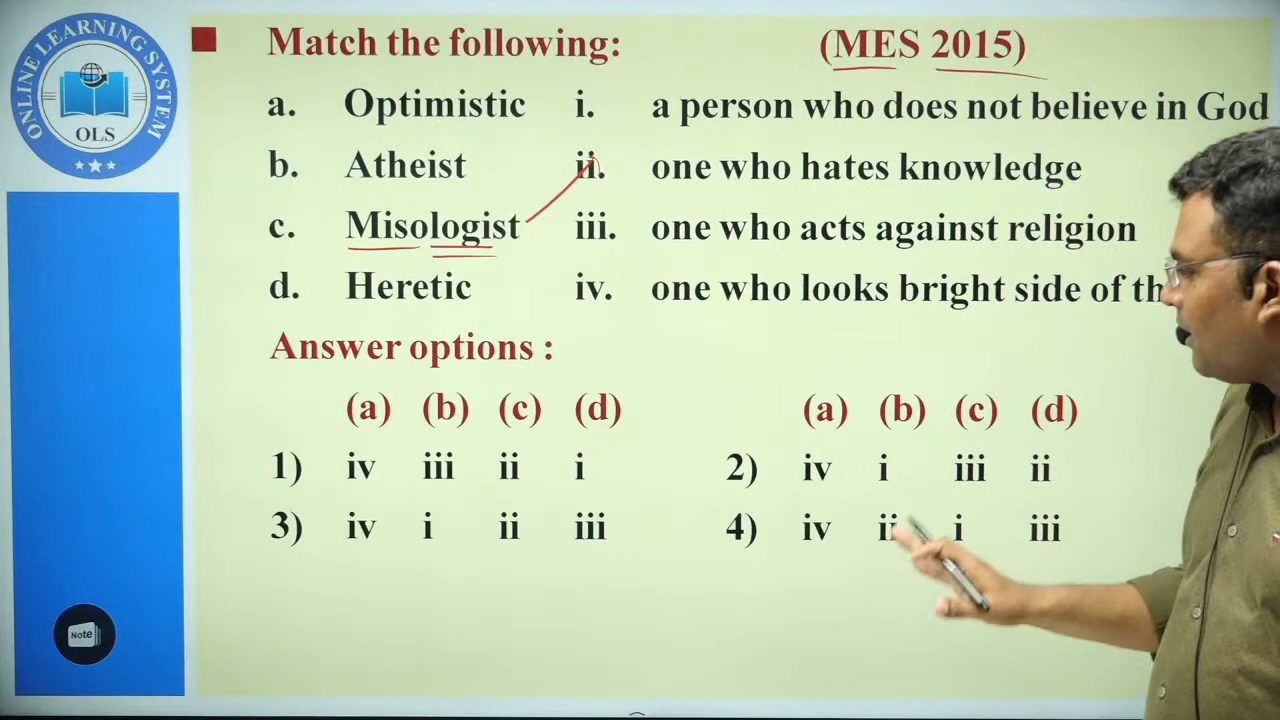 ONLINE LEARNING SYSTEM
OLS
Match the following: (MES 2015)
a. Optimistic i. a person who does not believe in God
b. Atheist ii. one who hates knowledge
c. Misologist iii. one who acts against religion
d. Heretic iv. one who looks bright side of
Answer options :
(a) (b) (c) (d) (a) (b) (c) (d)
1) iv iii ii i 2) iv i iii ii
3) iv i ii iii 4) iv ii i iii
Note